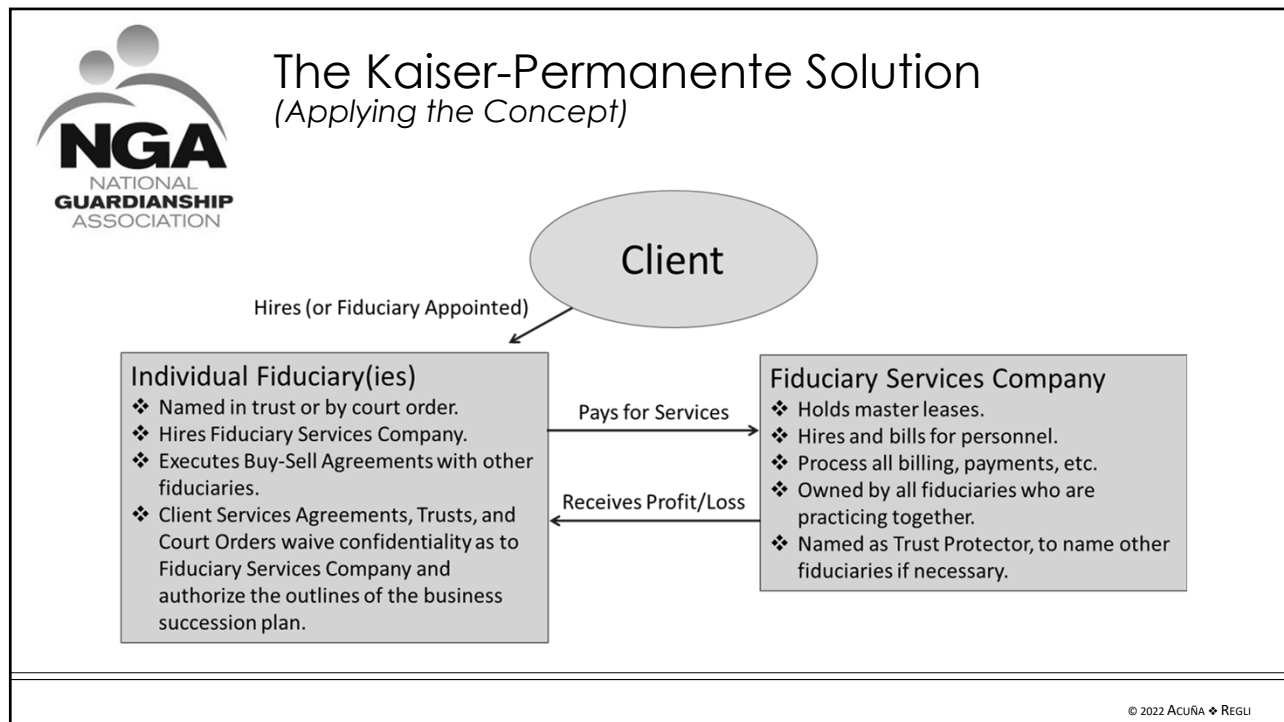 NGA
NATIONAL
GUARDIANSHIP
ASSOCIATION
The Kaiser-Permanente Solution
(Applying the Concept)
Client
Hires (or Fiduciary Appointed)
Individual Fiduciary(ies)
❖ Named in trust or by court order.
❖ Hires Fiduciary Services Company.
❖ Executes Buy-Sell Agreements with other
fiduciaries.
❖ Client Services Agreements, Trusts, and
Court Orders waive confidentiality as to
Fiduciary Services Company and
authorize the outlines of the business
succession plan.
Pays for Services
Receives Profit/Loss
Fiduciary Services Company
❖ Holds master leases.
❖ Hires and bills for personnel.
❖ Process all billing, payments, etc.
❖ Owned by all fiduciaries who are
practicing together.
❖ Named as Trust Protector, to name other
fiduciaries if necessary.
© 2022 ACUÑA ❖ REGLI